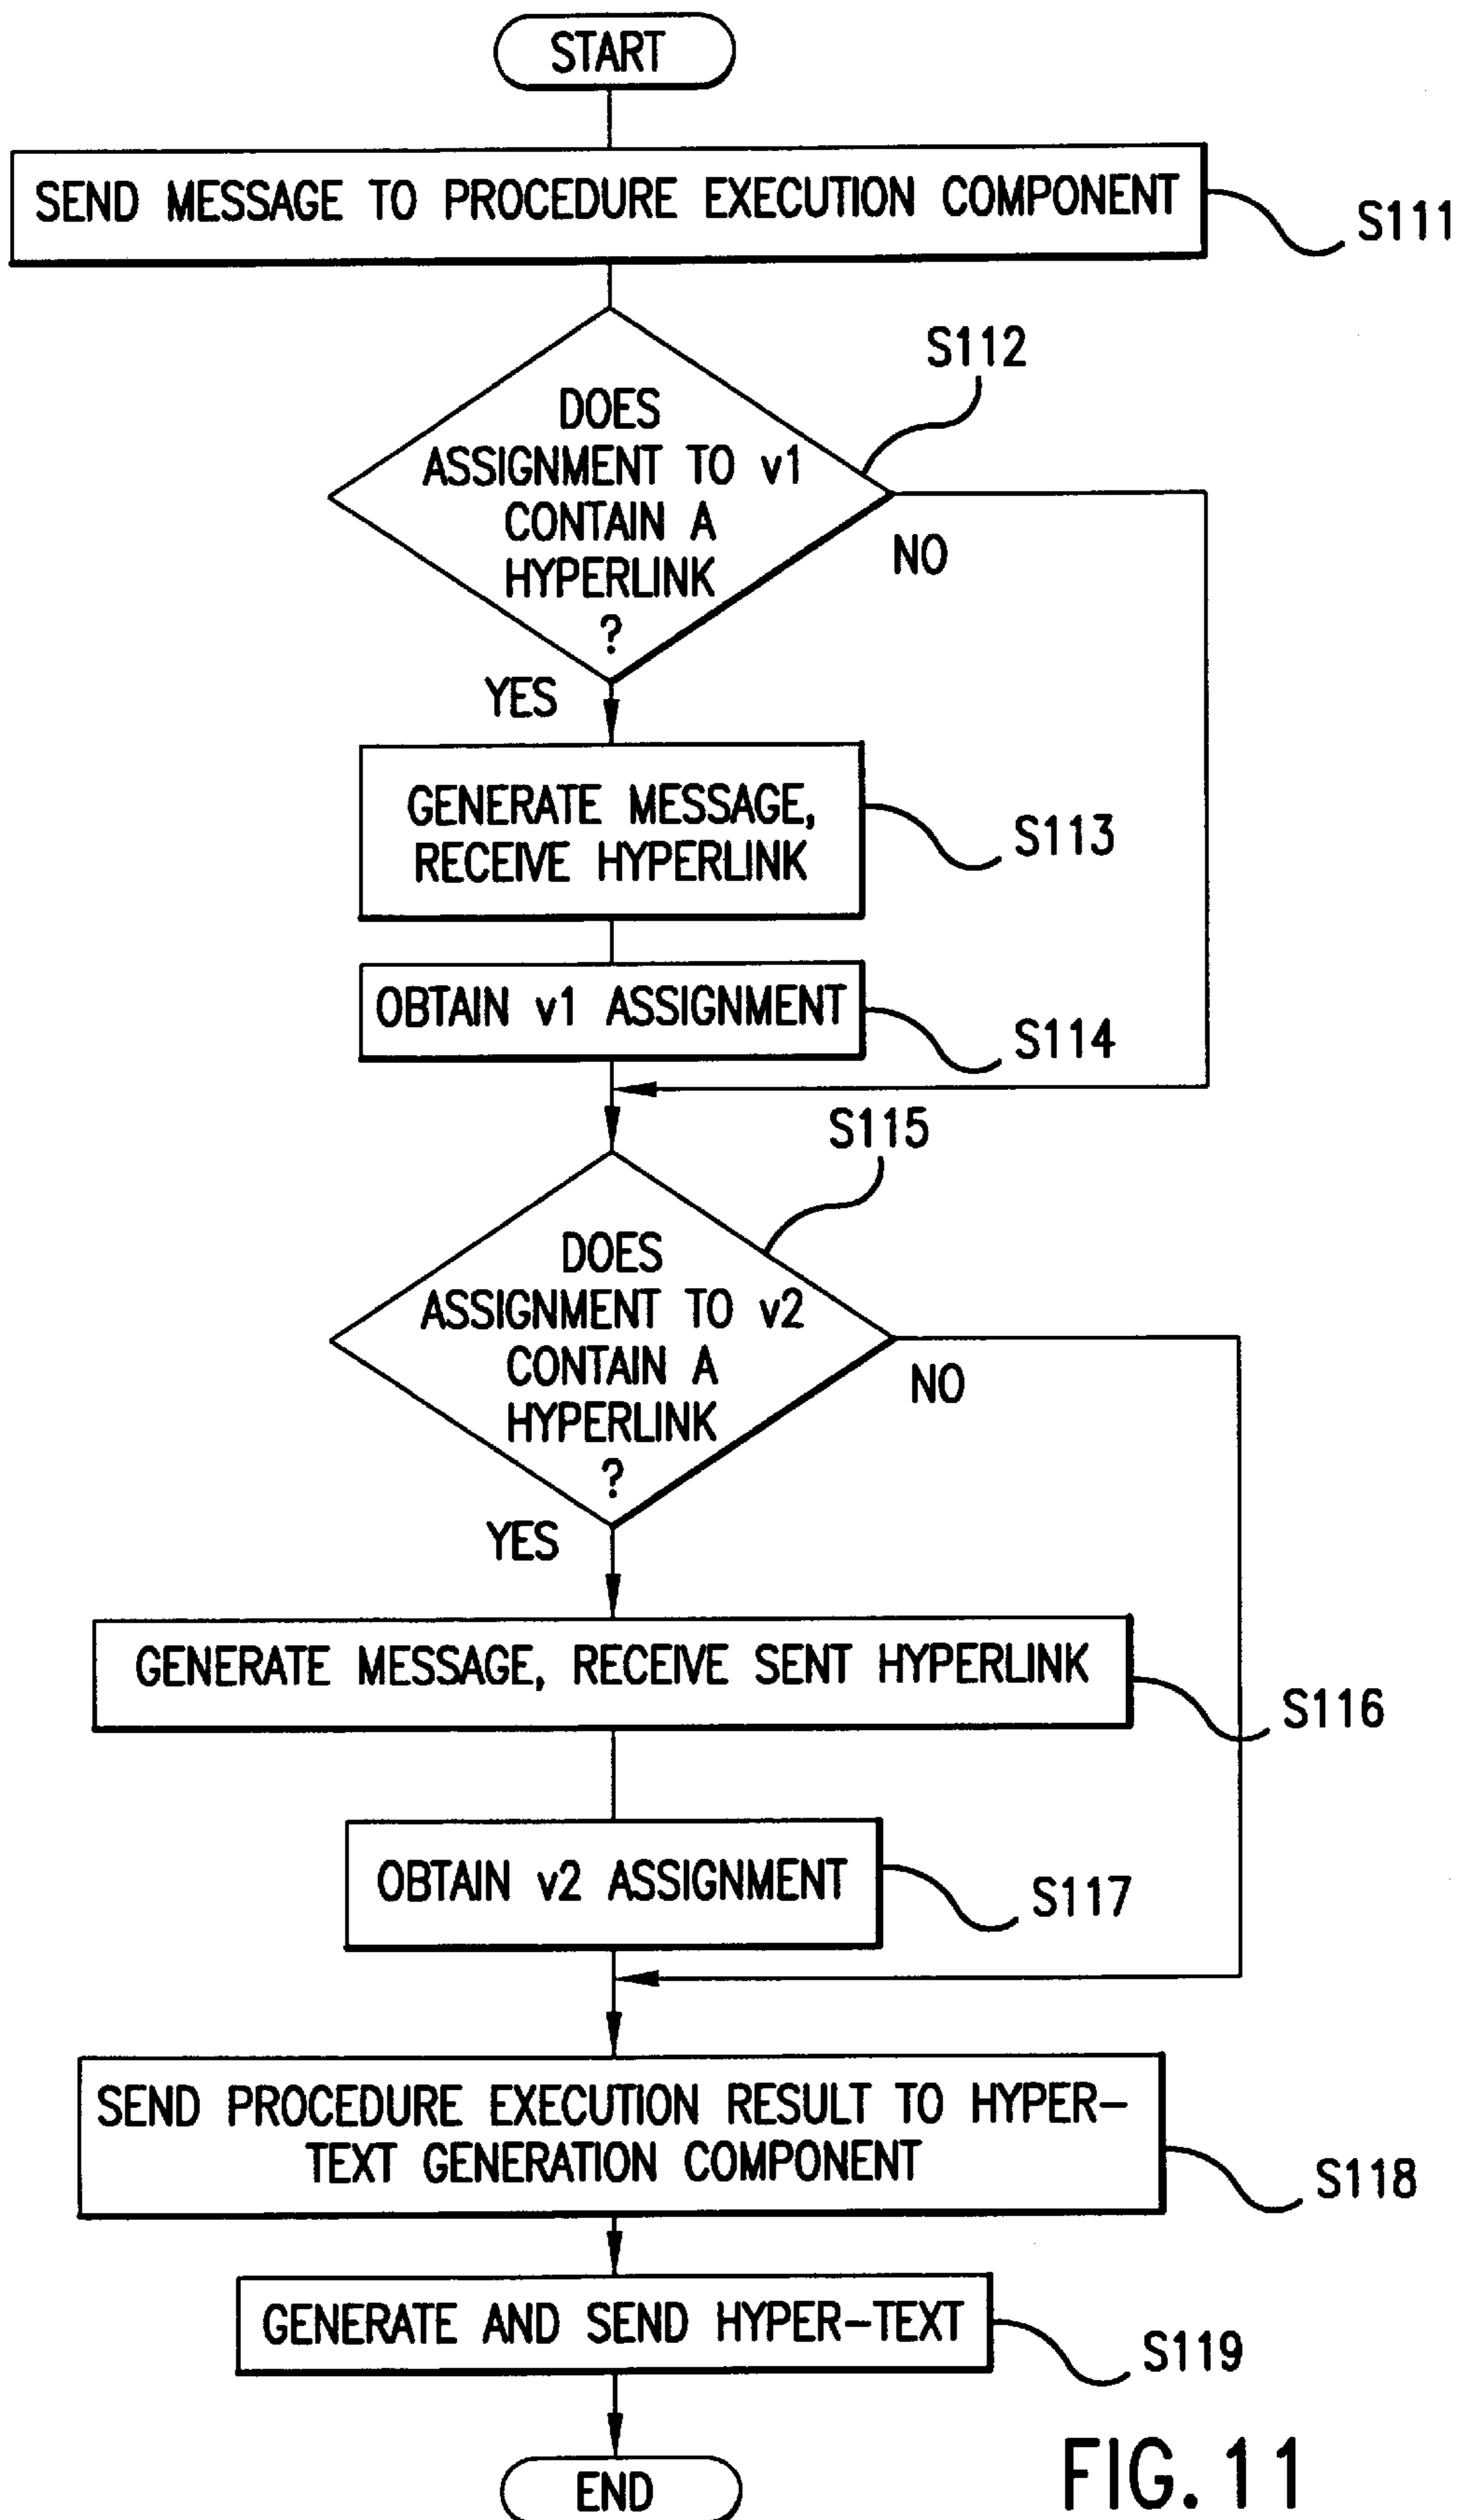 START
SEND MESSAGE TO PROCEDURE EXECUTION COMPONENT
S111
S112
DOES
ASSIGNMENT TO v1
CONTAIN A
HYPERLINK
?
NO
YES
GENERATE MESSAGE,
RECEIVE HYPERLINK
S113
OBTAIN v1 ASSIGNMENT
S114
S115
DOES
ASSIGNMENT TO v2
CONTAIN A
HYPERLINK
?
NO
YES
GENERATE MESSAGE, RECEIVE SENT HYPERLINK
S116
OBTAIN v2 ASSIGNMENT
S117
SEND PROCEDURE EXECUTION RESULT TO HYPER-
TEXT GENERATION COMPONENT
S118
GENERATE AND SEND HYPER-TEXT
S119
END
FIG. 11